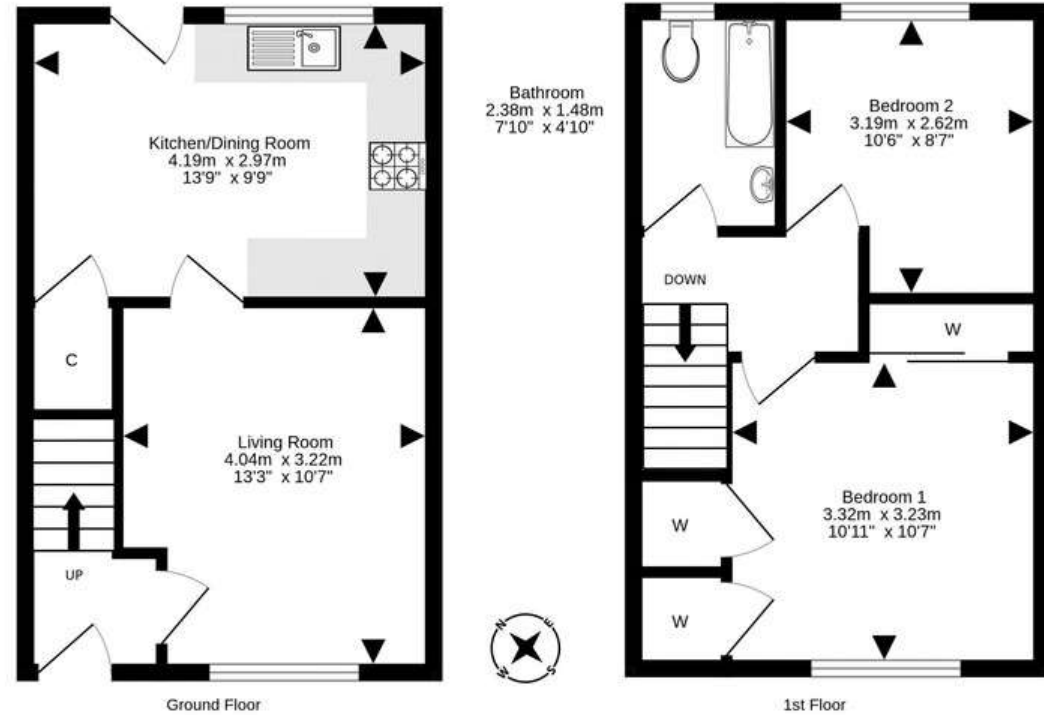 Kitchen/Dining Room
4.19m x 2.97m
13'9" x 9'9"
C
Living Room
4.04m x 3.22m
13'3" x 10'7"
UP
Ground Floor
Bathroom
2.38m x 1.48m
7'10" x 4'10"
N
E
S
W
Bedroom 2
3.19m x 2.62m
10'6" x 8'7"
DOWN
W
Bedroom 1
3.32m x 3.23m
10'11" x 10'7"
W
W
1st Floor